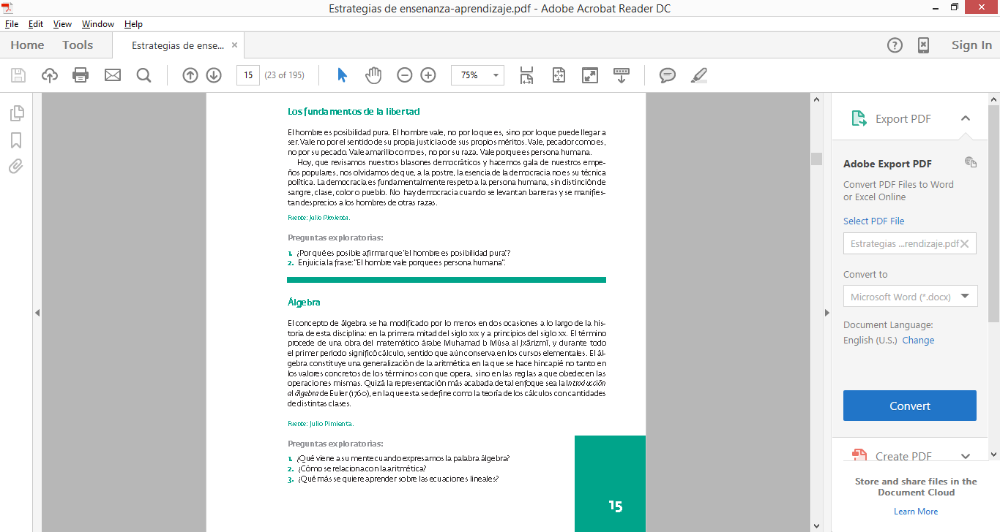 Estrategias de ensenanza-aprendizaje.pdf - Adobe Acrobat Reader DC
File Edit View Window Help
Home Tools Estrategias de ense... × Sign In
15 (23 of 195) 75%
Los fundamentos de la libertad
El hombre es posibilidad pura. El hombre vale, no por lo que es, sino por lo que puede llegar a
ser. Vale no por el sentido de su propia justicia o de sus propios méritos. Vale, pecador como es,
no por su pecado. Vale amarillo como es, no por su raza. Vale porque es persona humana.
Hoy, que revisamos nuestros blasones democráticos y hacemos gala de nuestros empe-
ños populares, nos olvidamos de que, a la postre, la esencia de la democracia no es su técnica
política. La democracia es fundamentalmente respeto a la persona humana, sin distinción de
sangre, clase, color o pueblo. No hay democracia cuando se levantan barreras y se manifies-
tan desprecios a los hombres de otras razas.
Fuente: Julio Pimienta.
Preguntas exploratorias:
1. ¿Por qué es posible afirmar que "el hombre es posibilidad pura"?
2. Enjuicia la frase: "El hombre vale porque es persona humana".
Álgebra
El concepto de álgebra se ha modificado por lo menos en dos ocasiones a lo largo de la his-
toria de esta disciplina: en la primera mitad del siglo XIX y a principios del siglo XX. El término
procede de una obra del matemático árabe Muhamad b Mūsa al Jxārizmī, y durante todo
el primer periodo significó cálculo, sentido que aún conserva en los cursos elementales. El ál-
gebra constituye una generalización de la aritmética en la que se hace hincapié no tanto en
los valores concretos de los términos con que opera, sino en las reglas a que obedecen las
operaciones mismas. Quizá la representación más acabada de tal enfoque sea la Introducción
al álgebra de Euler (1760), en la que esta se define como la teoría de los cálculos con cantidades
de distintas clases.
Fuente: Julio Pimienta.
Preguntas exploratorias:
1. ¿Qué viene a su mente cuando expresamos la palabra álgebra?
2. ¿Cómo se relaciona con la aritmética?
3. ¿Qué más se quiere aprender sobre las ecuaciones lineales?
15
Export PDF
Adobe Export PDF
Convert PDF Files to Word
or Excel Online
Select PDF File
Estrategias ...rendizaje.pdf
Convert to
Microsoft Word (*.docx)
Document Language:
English (U.S.) Change
Convert
Create PDF
Store and share files in the
Document Cloud
Learn More